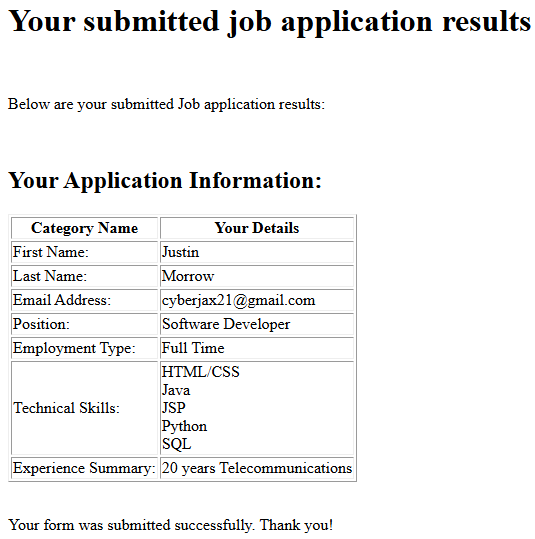 Your submitted job application results
Below are your submitted Job application results:
Your Application Information:
Category Name Your Details
First Name: Justin
Last Name: Morrow
Email Address: cyberjax21@gmail.com
Position: Software Developer
Employment Type: Full Time
Technical Skills: HTML/CSS
Java
JSP
Python
SQL
Experience Summary: 20 years Telecommunications
Your form was submitted successfully. Thank you!